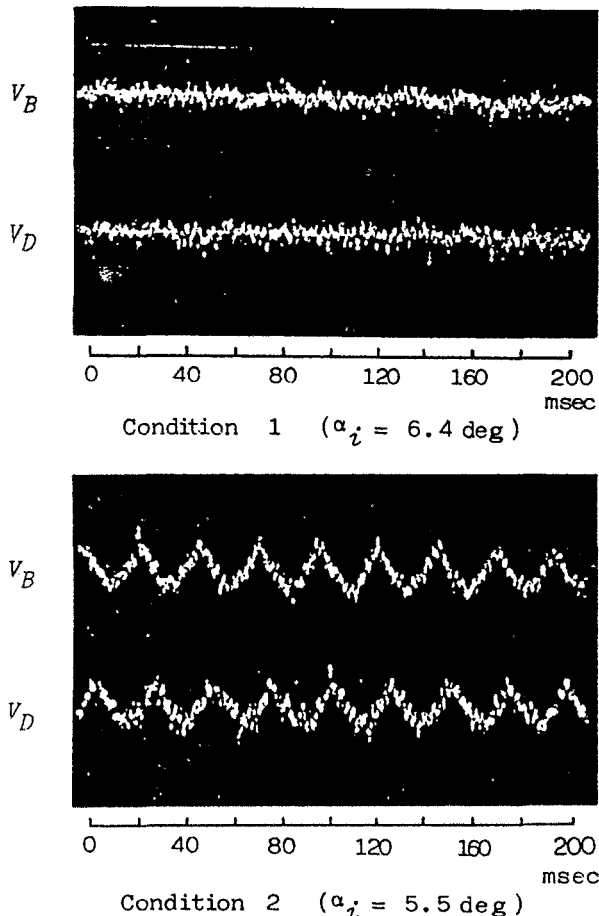 V_B
V_D
0 40 80 120 160 200
msec
Condition 1 (α_i = 6.4 deg)
V_B
V_D
0 40 80 120 160 200
msec
Condition 2 (α_i = 5.5 deg)